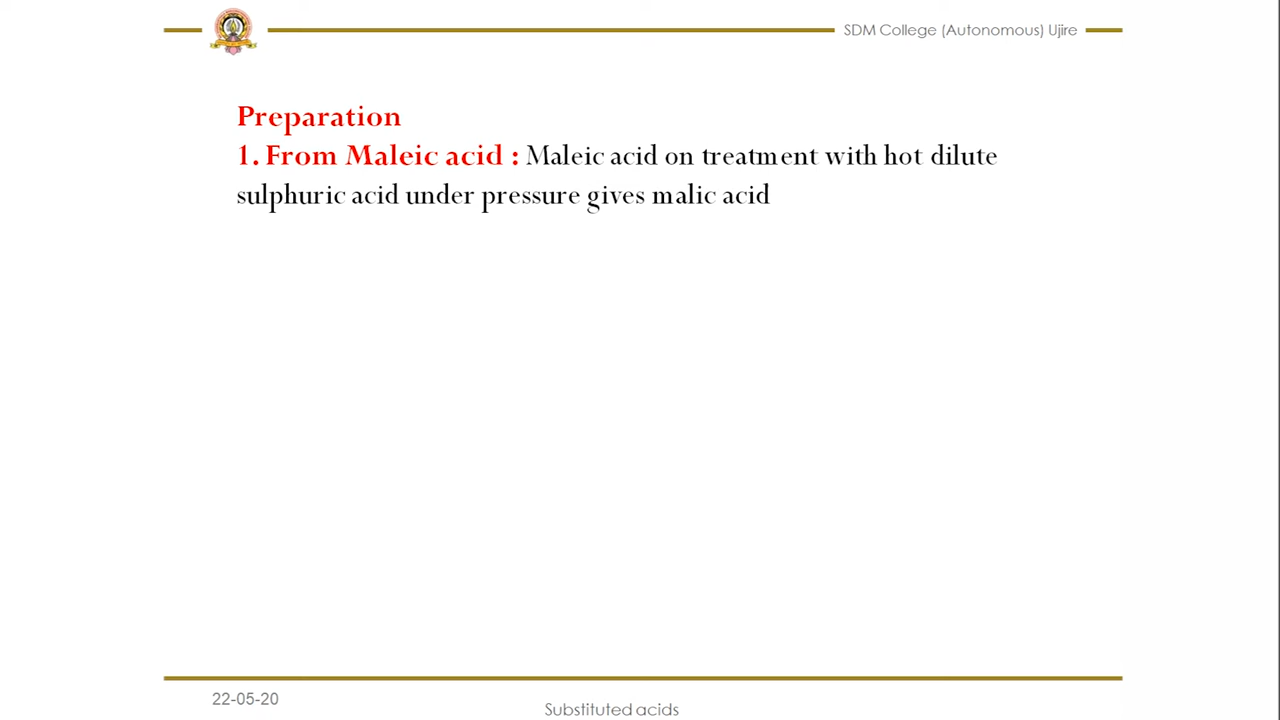 SDM College (Autonomous) Ujire
Preparation
1. From Maleic acid : Maleic acid on treatment with hot dilute
sulphuric acid under pressure gives malic acid
22-05-20
Substituted acids